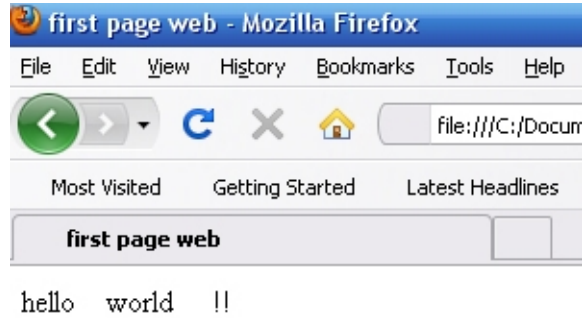 first page web - Mozilla Firefox
File Edit View History Bookmarks Tools Help
file:///C:/Docum
Most Visited Getting Started Latest Headlines
first page web
hello world !!